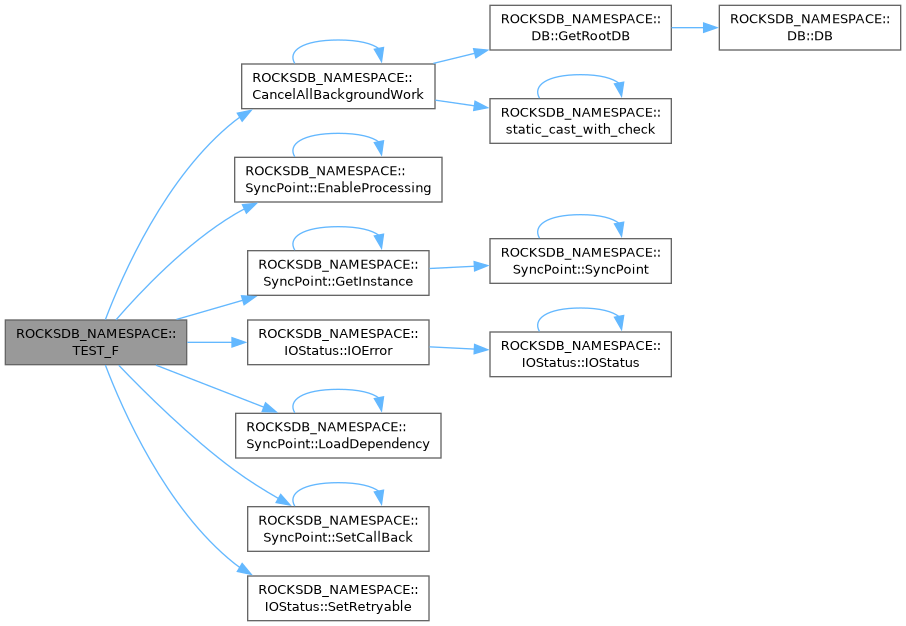 ROCKSDB_NAMESPACE::
TEST_F
ROCKSDB_NAMESPACE::
CancelAllBackgroundWork
ROCKSDB_NAMESPACE::
DB::GetRootDB
ROCKSDB_NAMESPACE::
DB::DB
ROCKSDB_NAMESPACE::
static_cast_with_check
ROCKSDB_NAMESPACE::
SyncPoint::EnableProcessing
ROCKSDB_NAMESPACE::
SyncPoint::GetInstance
ROCKSDB_NAMESPACE::
SyncPoint::SyncPoint
ROCKSDB_NAMESPACE::
IOStatus::IOError
ROCKSDB_NAMESPACE::
IOStatus::IOStatus
ROCKSDB_NAMESPACE::
SyncPoint::LoadDependency
ROCKSDB_NAMESPACE::
SyncPoint::SetCallBack
ROCKSDB_NAMESPACE::
IOStatus::SetRetryable